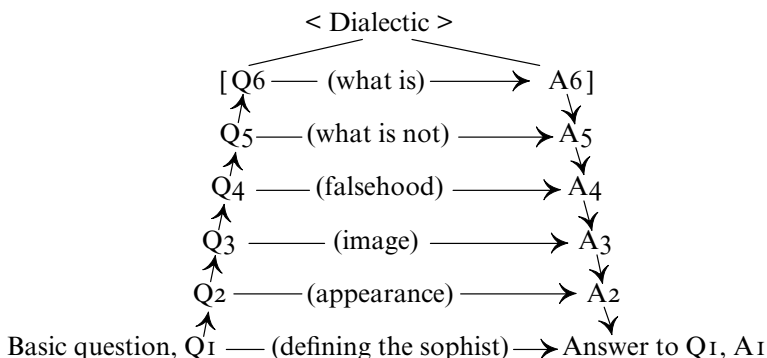 < Dialectic >
[Q6 (what is) A6]
Q5 (what is not) A5
Q4 (falsehood) A4
Q3 (image) A3
Q2 (appearance) A2
Basic question, Q1 (defining the sophist) Answer to Q1, A1